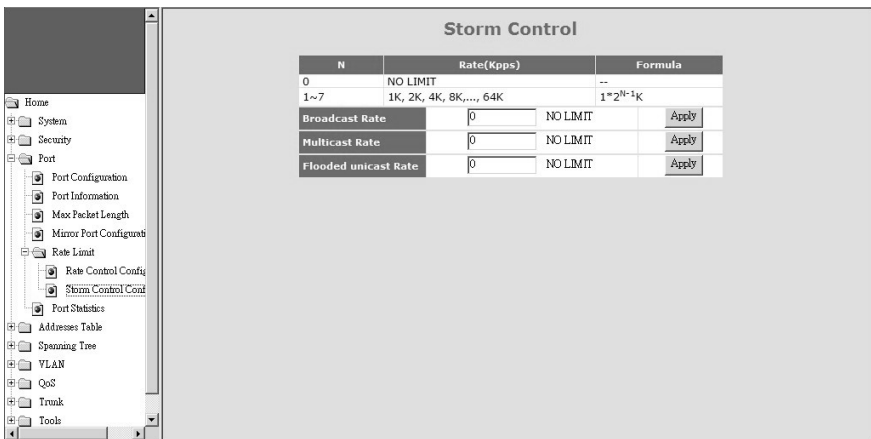 Storm Control
N Rate(Kpps) Formula
0 NO LIMIT --
1~7 1K, 2K, 4K, 8K,..., 64K 1*2^N-1K
Broadcast Rate 0 NO LIMIT Apply
Multicast Rate 0 NO LIMIT Apply
Flooded unicast Rate 0 NO LIMIT Apply
Home
System
Security
Port
Port Configuration
Port Information
Max Packet Length
Mirror Port Configurati
Rate Limit
Rate Control Config
Storm Control Conf
Port Statistics
Addresses Table
Spanning Tree
VLAN
QoS
Trunk
Tools